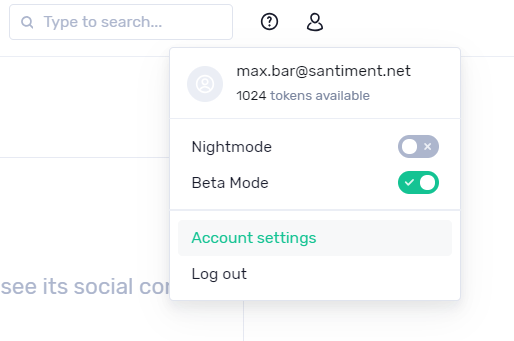 Type to search...
max.bar@santiment.net
1024 tokens available
Nightmode
Beta Mode
Account settings
see its social
Log out